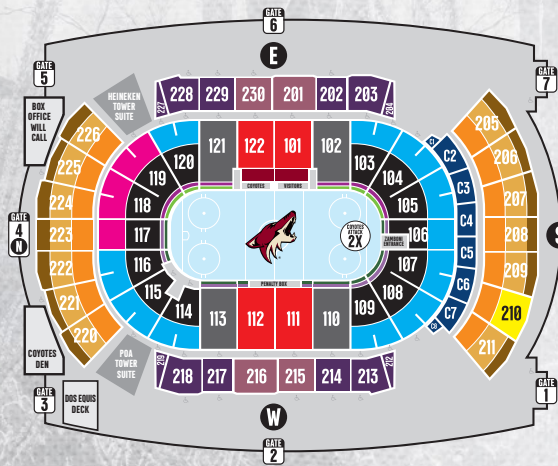 GATE
6
E
GATE
5
GATE
7
HEINEKEN
TOWER
SUITE
BOX
OFFICE
WILL
CALL
227
228
229
230
201
202
203
204
226
225
224
223
222
221
220
205
206
207
208
209
210
211
121
122
101
102
120
119
118
117
116
115
114
103
104
105
106
107
108
109
C1
C2
C3
C4
C5
C6
C7
C8
COYOTES
VISITORS
COYOTES
ATTACK
2X
ZAMBONI
ENTRANCE
PENALTY BOX
GATE
4
N
113
112
111
110
219
218
217
216
215
214
213
212
COYOTES
DEN
POA
TOWER
SUITE
DOS EQUIS
DECK
GATE
3
GATE
1
W
GATE
2